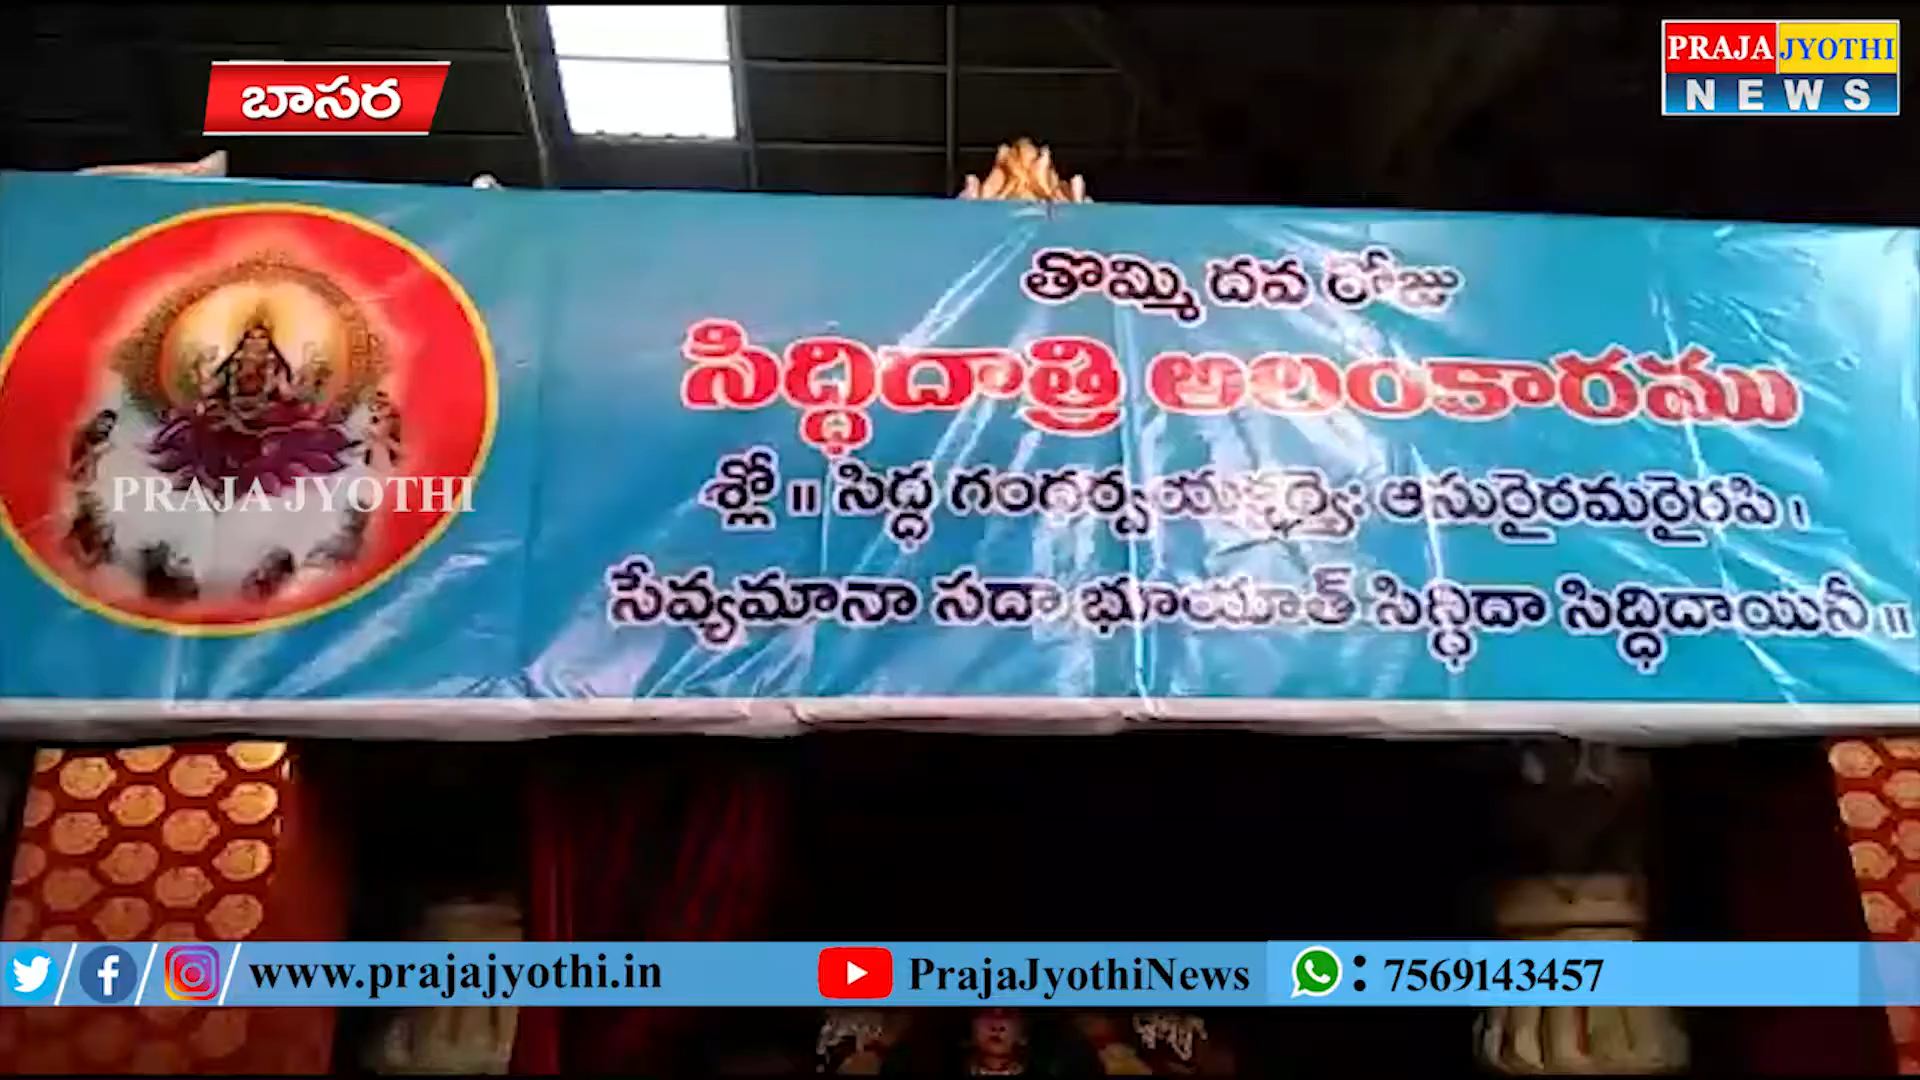 PRAJA JYOTHI
NEWS
బాసర
తొమ్మిదవ రోజు
సిద్ధిదాత్రి అలంకారము
శ్లో॥ సిద్ధ గంధర్వ ఆసురైరమరైరపి।
సేవ్యమానా సదా భూయాత్ సిద్ధిదా సిద్ధిదాయినీ॥
PRAJA JYOTHI
www.prajajyothi.in
PrajaJyothiNews
: 7569143457